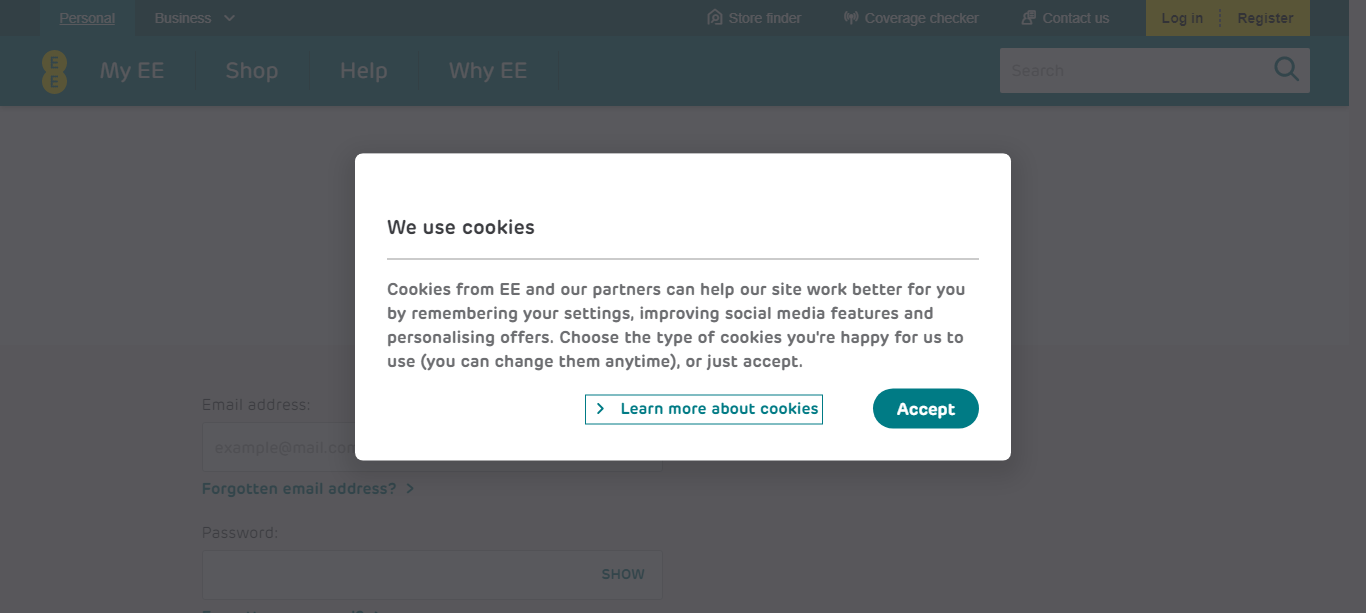 Personal
Business
Store finder
Coverage checker
Contact us
Log in
Register
EE
My EE
Shop
Help
Why EE
Search
We use cookies
Cookies from EE and our partners can help our site work better for you
by remembering your settings, improving social media features and
personalising offers. Choose the type of cookies you're happy for us to
use (you can change them anytime), or just accept.
Learn more about cookies
Accept
Email address:
example@mail.com
Forgotten email address?
Password:
SHOW